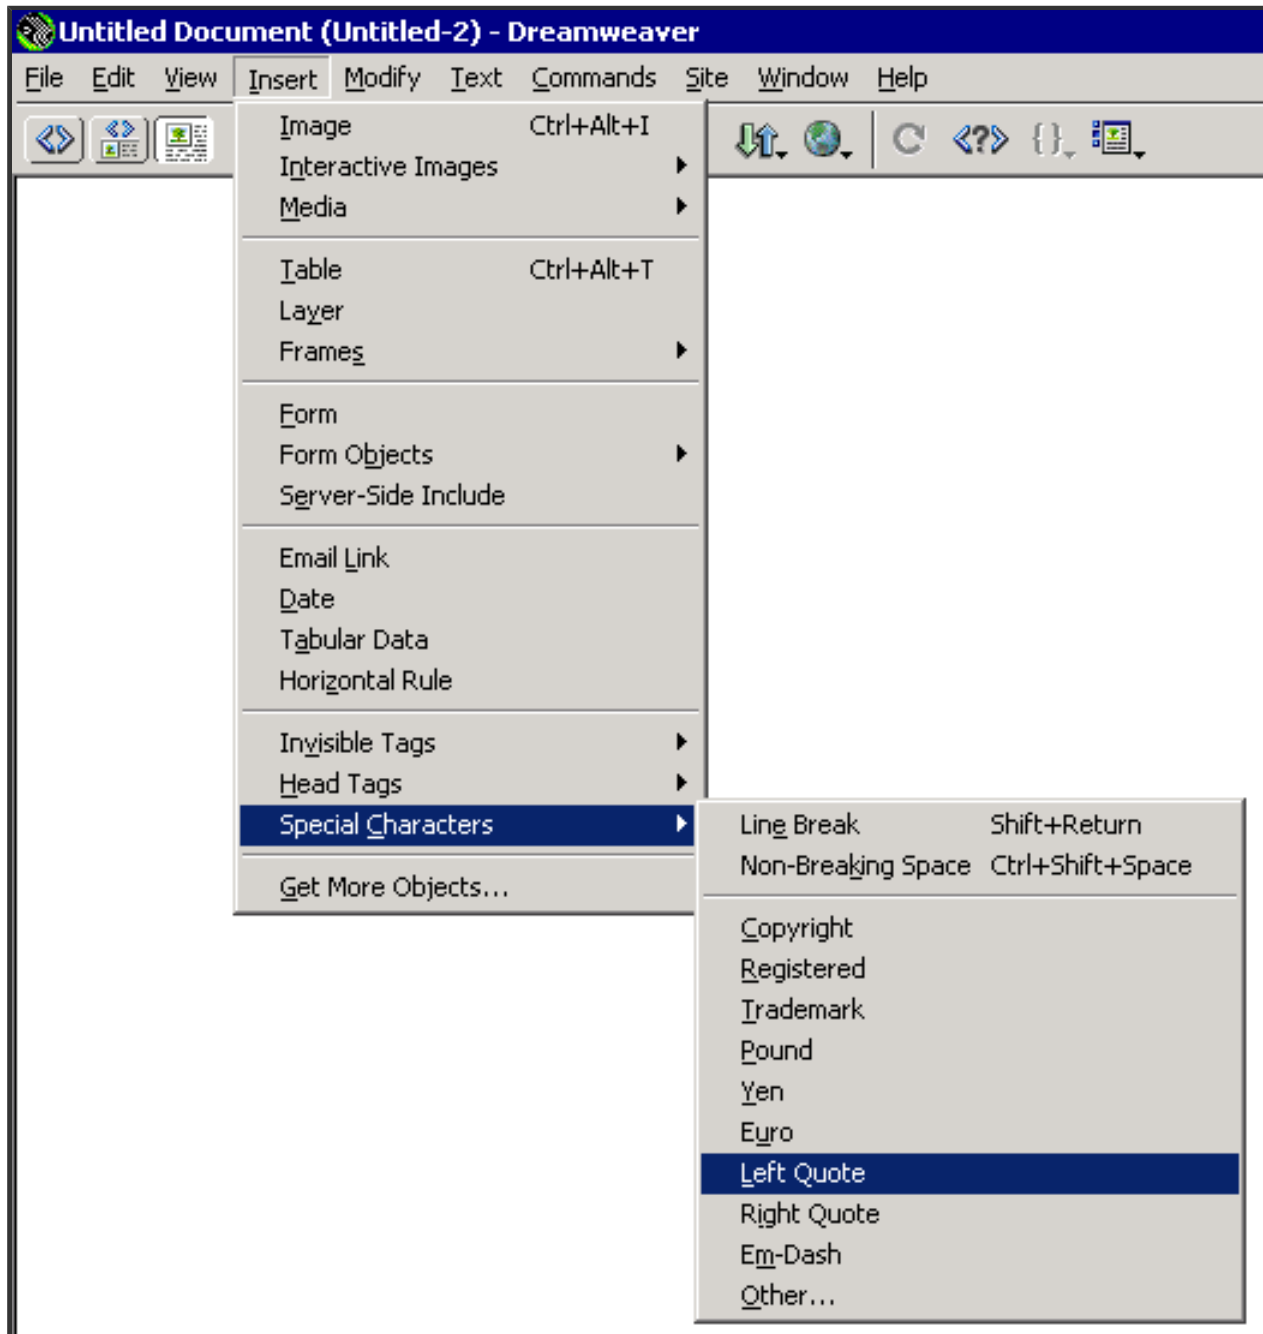 Untitled Document (Untitled-2) - Dreamweaver
File Edit View Insert Modify Text Commands Site Window Help
Image Ctrl+Alt+I
Interactive Images
Media
Table Ctrl+Alt+T
Layer
Frames
Form
Form Objects
Server-Side Include
Email Link
Date
Tabular Data
Horizontal Rule
Invisible Tags
Head Tags
Special Characters
Get More Objects...
Line Break Shift+Return
Non-Breaking Space Ctrl+Shift+Space
Copyright
Registered
Trademark
Pound
Yen
Euro
Left Quote
Right Quote
Em-Dash
Other...